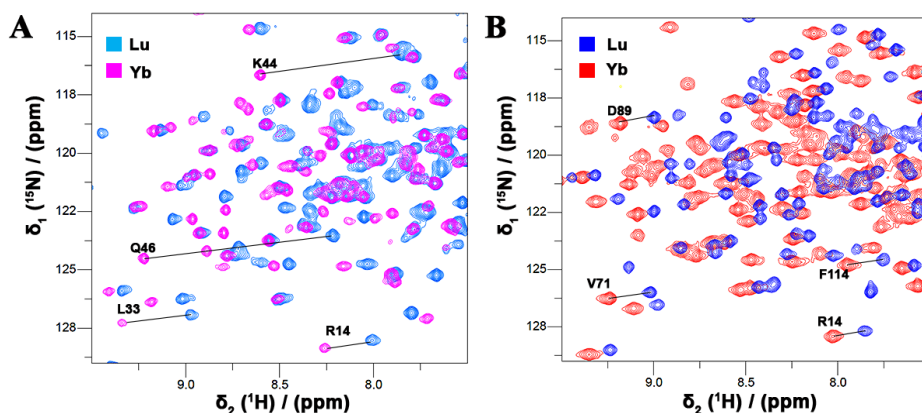 A
Lu
Yb
K44
Q46
L33
R14
115
118
120
122
125
128
9.0
8.5
8.0
δ1 (15N) / (ppm)
δ2 (1H) / (ppm)
B
Lu
Yb
D89
F114
V71
R14
115
118
120
122
125
128
9.0
8.5
8.0
δ1 (15N) / (ppm)
δ2 (1H) / (ppm)